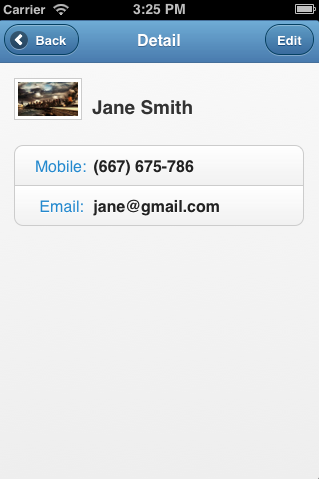 Carrier 3:25 PM
Back Detail Edit
Jane Smith
Mobile: (667) 675-786
Email: jane@gmail.com